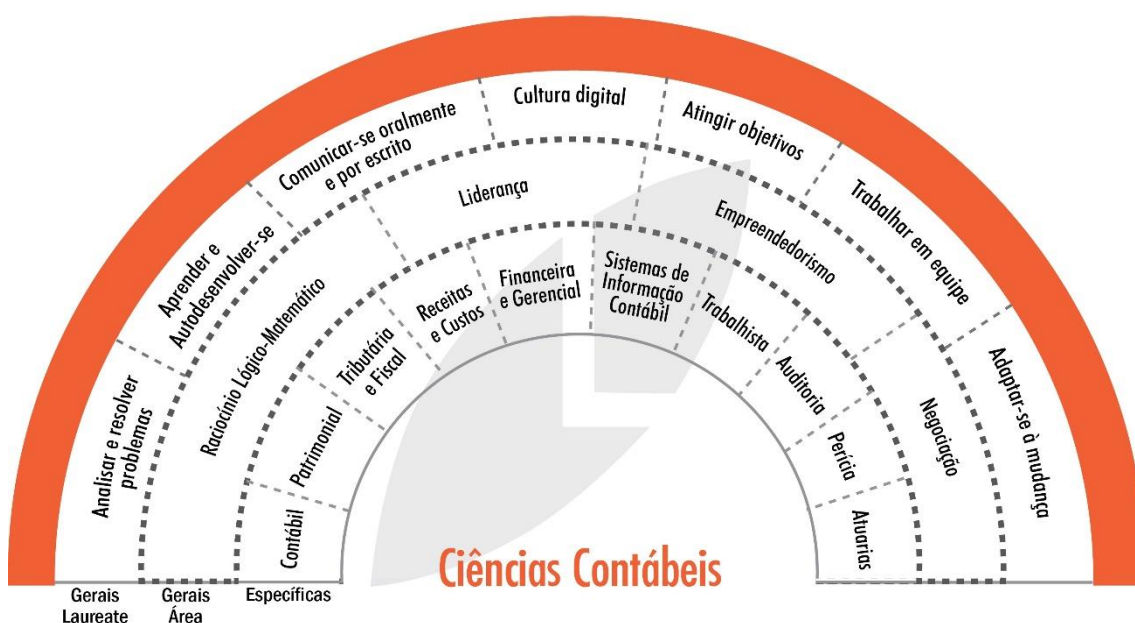 Analisar e resolver
problemas
Aprender e
Autodesenvolver-se
Comunicar-se oralmente
e por escrito
Cultura digital
Atingir objetivos
Trabalhar em equipe
Adaptar-se à mudança
Raciocínio Lógico-Matemático
Liderança
Empreendedorismo
Negociação
Contábil
Patrimonial
Tributária
e Fiscal
Receitas
e Custos
Financeira
e Gerencial
Sistemas de
Informação
Contábil
Trabalhista
Auditoria
Perícia
Atuarias
Ciências Contábeis
Gerais
Laureate
Gerais
Área
Específicas